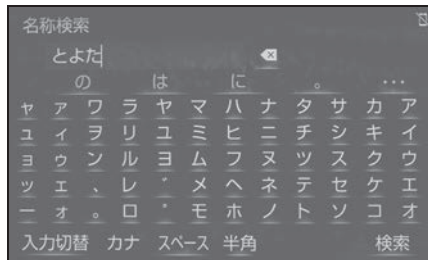 名称検索
とよた
の は に 。 …
ャ ァ ワ ラ ヤ マ ハ ナ タ サ カ ア
ュ ィ ヲ リ ユ ミ ヒ ニ チ シ キ イ
ョ ゥ ン ル ヨ ム フ ヌ ツ ス ク ウ
ッ ェ 、 レ ゛ メ ヘ ネ テ セ ケ エ
ー ォ 。 ロ ゜ モ ホ ノ ト ソ コ オ
入力切替 カナ スペース 半角 検索